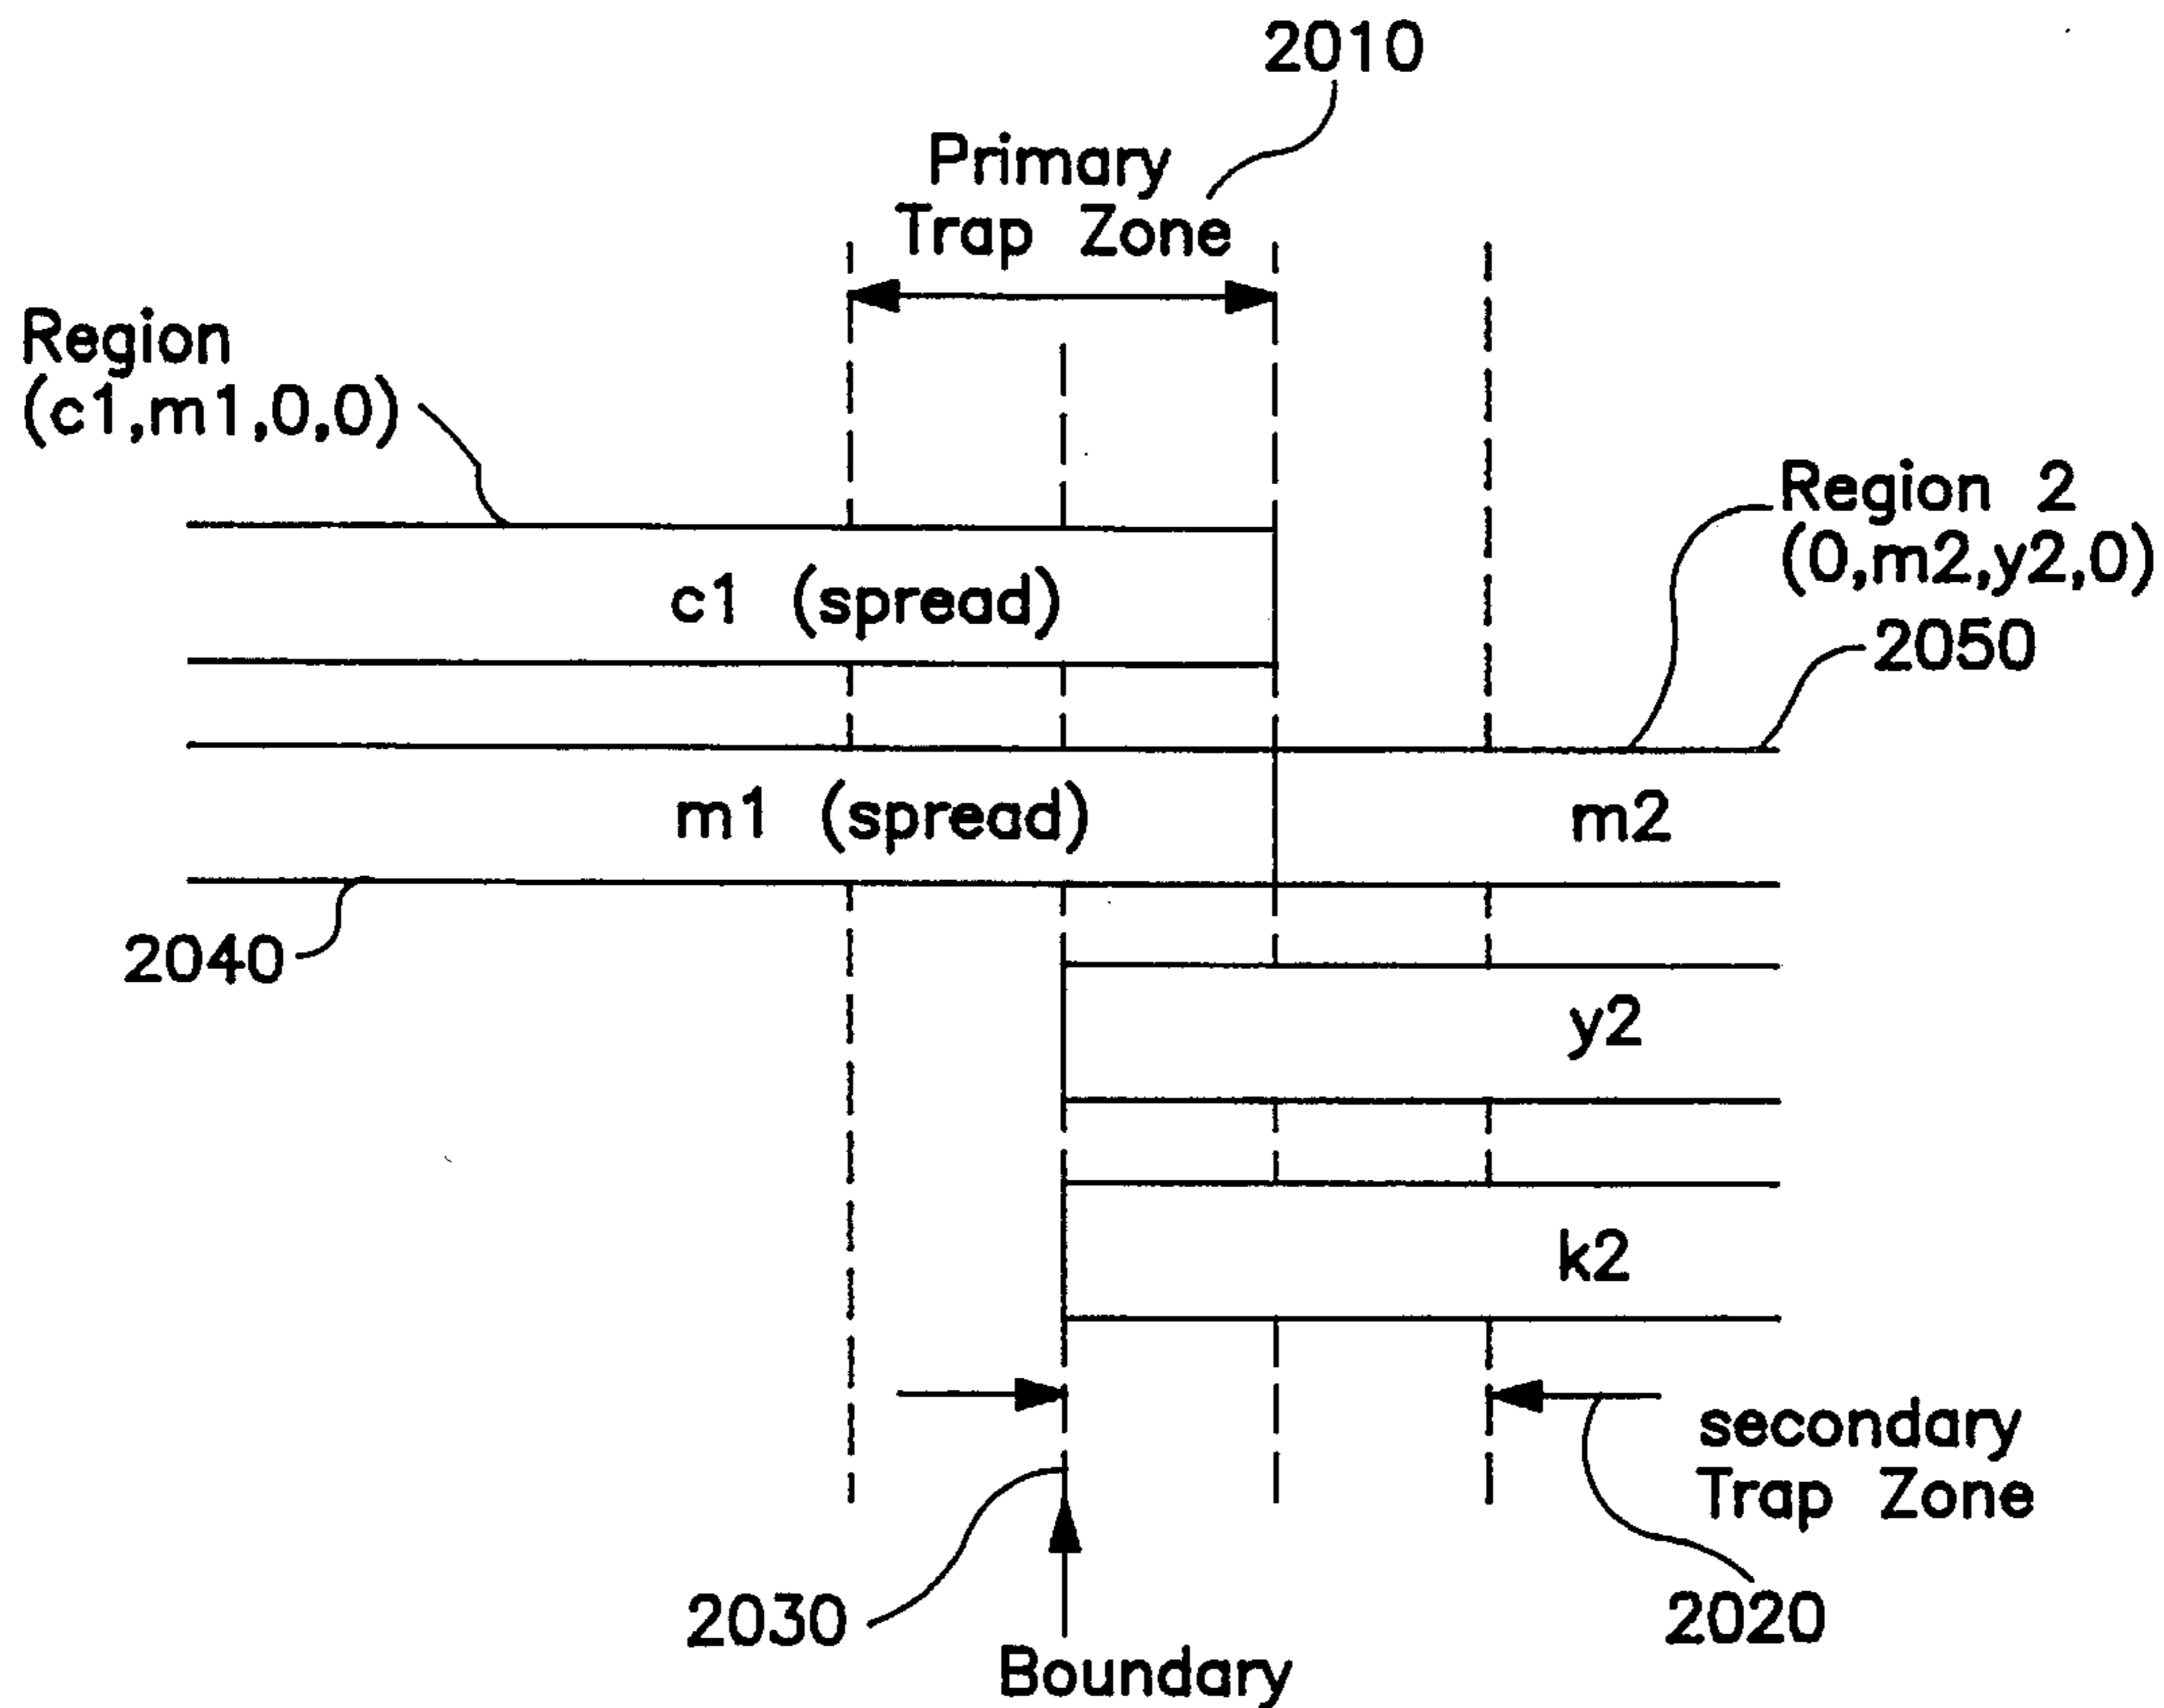 2010
Primary
Trap Zone
Region
(c1,m1,0,0)
Region 2
(0,m2,y2,0)
c1 (spread)
2050
m1 (spread)
m2
2040
y2
k2
secondary
Trap Zone
2030
2020
Boundary